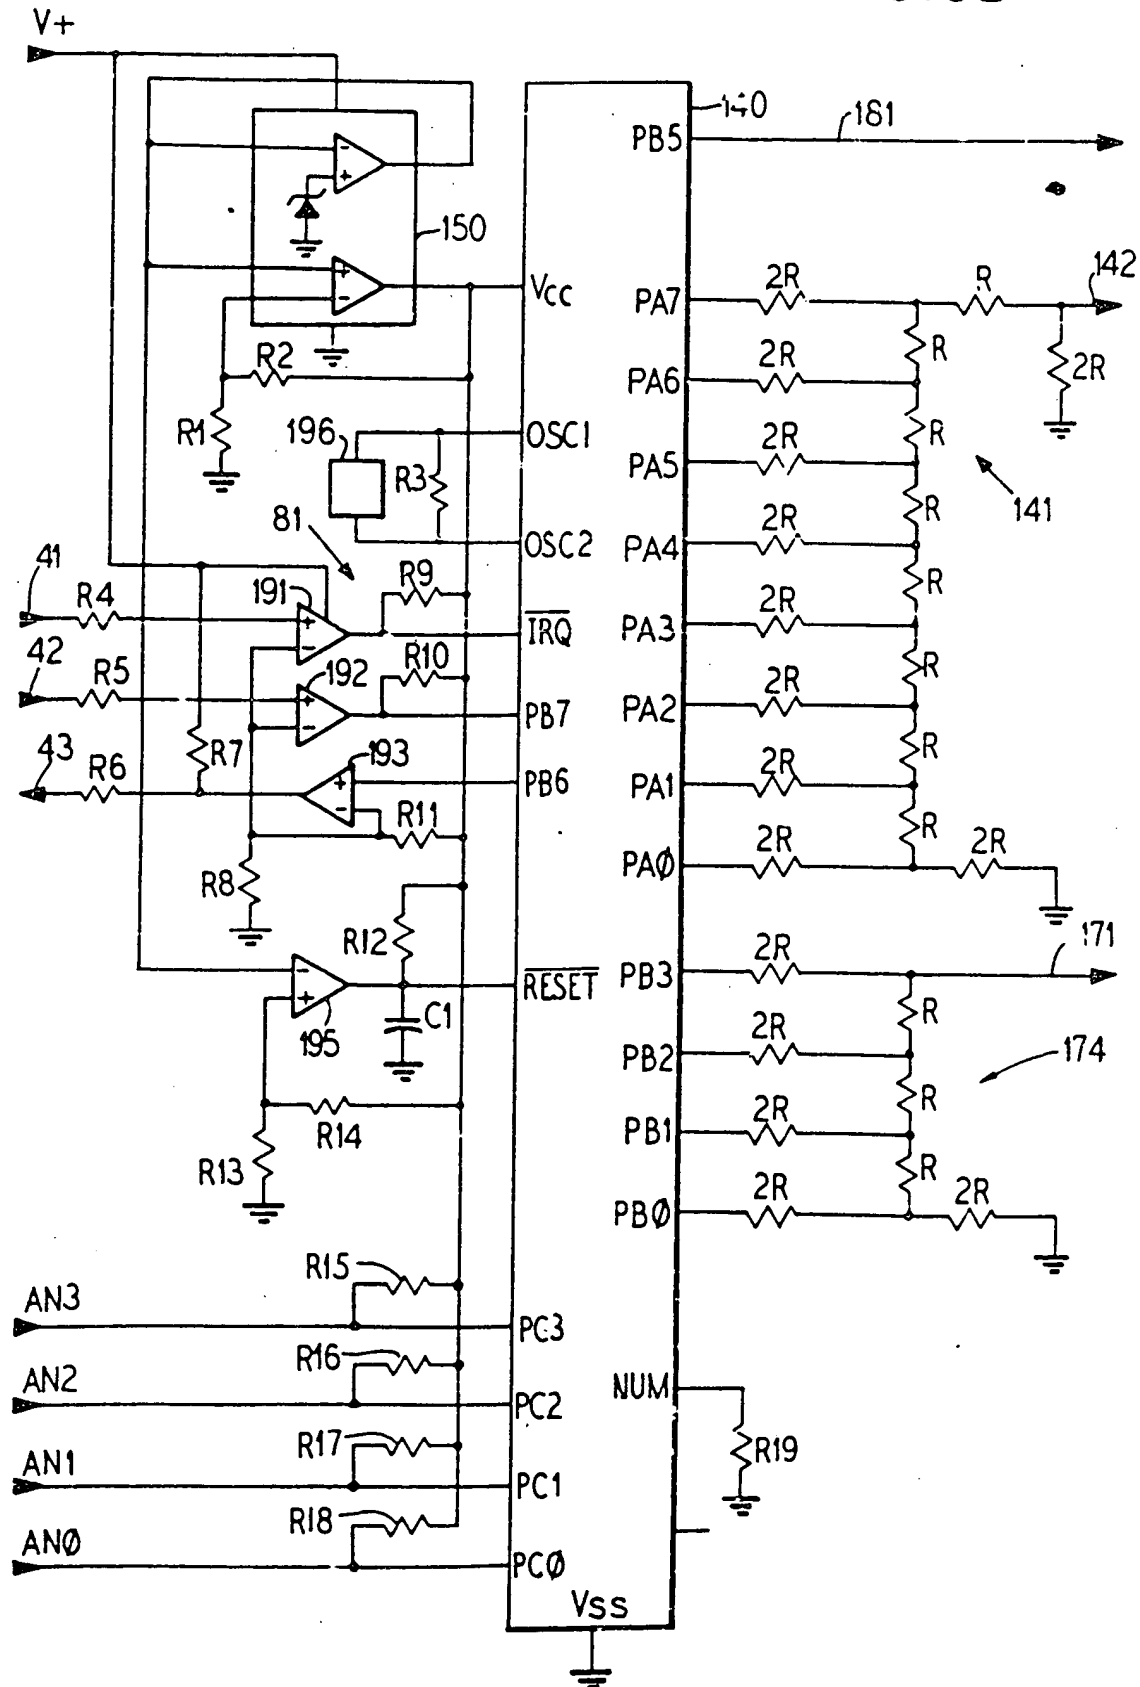 V+
140
PB5
181
150
VCC
PA7
2R
R
142
R2
R
2R
PA6
2R
R1
196
OSC1
R
R3
PA5
2R
141
81
R
OSC2
PA4
2R
41
R4
191
R9
R
IRQ
PA3
2R
42
R5
192
R10
R
PB7
PA2
2R
43
R6
R7
193
R
PB6
PA1
2R
R11
R
R8
PAØ
2R
2R
R12
171
RESET
PB3
2R
195
C1
R
PB2
2R
174
R14
R
R13
PB1
2R
R
PBØ
2R
2R
R15
AN3
PC3
R16
AN2
PC2
NUM
R17
R19
AN1
PC1
R18
ANØ
PCØ
VSS